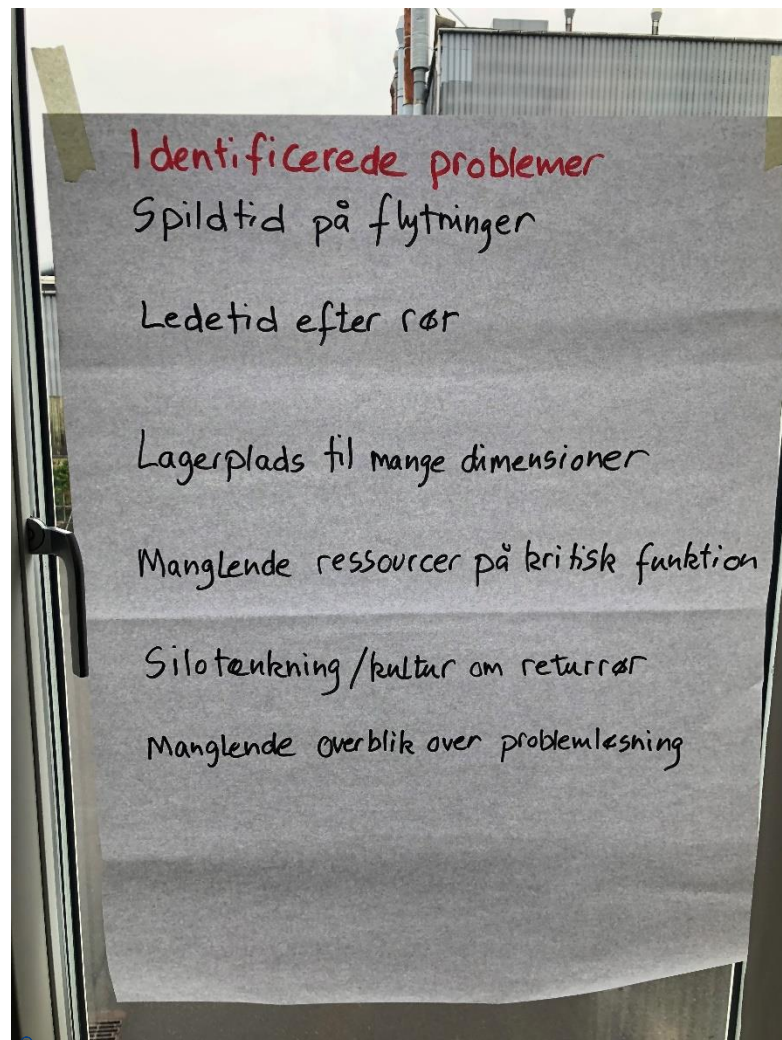 Identificerede problemer
Spildtid på flytninger
Ledetid efter rør
Lagerplads til mange dimensioner
Manglende ressourcer på kritisk funktion
Silotænkning/kultur om returrør
Manglende overblik over problemløsning